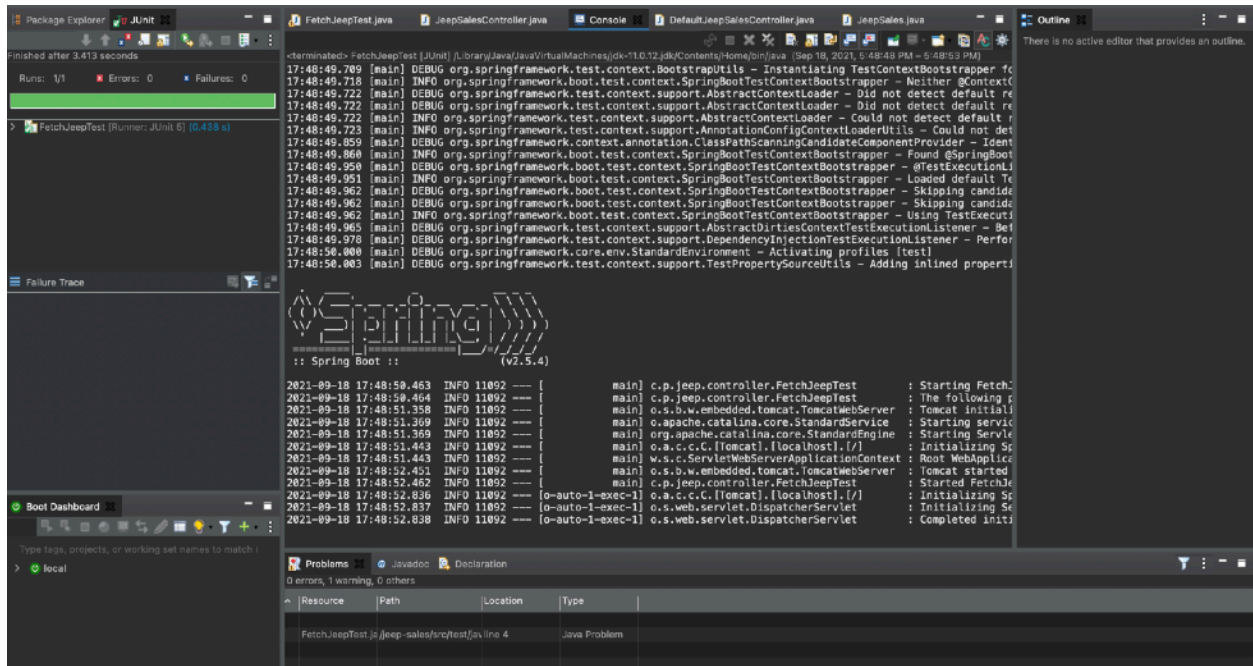 Package Explorer JUnit
Finished after 3.413 seconds
Runs: 1/1 Errors: 0 Failures: 0
FetchJeepTest [Runner: JUnit 5] (0.438 s)
Failure Trace
Boot Dashboard
Type tags, projects, or working set names to match (
local
FetchJeepTest.java JeepSalesController.java Console DefaultJeepSalesController.java JeepSales.java
<terminated> FetchJeepTest [JUnit] /Library/Java/JavaVirtualMachines/jdk-11.0.12.jdk/Contents/Home/bin/java (Sep 18, 2021, 5:48:48 PM – 5:48:53 PM)
17:48:49.709 [main] DEBUG org.springframework.test.context.BootstrapUtils - Instantiating TestContextBootstrapper fo
17:48:49.718 [main] INFO org.springframework.boot.test.context.SpringBootTestContextBootstrapper - Neither @ContextC
17:48:49.722 [main] DEBUG org.springframework.test.context.support.AbstractContextLoader - Did not detect default re
17:48:49.722 [main] DEBUG org.springframework.test.context.support.AbstractContextLoader - Did not detect default re
17:48:49.722 [main] INFO org.springframework.test.context.support.AbstractContextLoader - Could not detect default r
17:48:49.723 [main] INFO org.springframework.test.context.support.AnnotationConfigContextLoaderUtils - Could not det
17:48:49.859 [main] DEBUG org.springframework.context.annotation.ClassPathScanningCandidateComponentProvider - Ident
17:48:49.860 [main] INFO org.springframework.boot.test.context.SpringBootTestContextBootstrapper - Found @SpringBoot
17:48:49.950 [main] DEBUG org.springframework.boot.test.context.SpringBootTestContextBootstrapper - @TestExecutionLi
17:48:49.951 [main] INFO org.springframework.boot.test.context.SpringBootTestContextBootstrapper - Loaded default Te
17:48:49.962 [main] DEBUG org.springframework.boot.test.context.SpringBootTestContextBootstrapper - Skipping candida
17:48:49.962 [main] DEBUG org.springframework.boot.test.context.SpringBootTestContextBootstrapper - Skipping candida
17:48:49.962 [main] INFO org.springframework.boot.test.context.SpringBootTestContextBootstrapper - Using TestExecuti
17:48:49.965 [main] DEBUG org.springframework.test.context.support.AbstractDirtiesContextTestExecutionListener - Bef
17:48:49.978 [main] DEBUG org.springframework.test.context.support.DependencyInjectionTestExecutionListener - Perfor
17:48:50.000 [main] DEBUG org.springframework.core.env.StandardEnvironment - Activating profiles [test]
17:48:50.003 [main] DEBUG org.springframework.test.context.support.TestPropertySourceUtils - Adding inlined properti
Spring
:: Spring Boot :: (v2.5.4)
2021-09-18 17:48:50.463 INFO 11092 --- [ main] c.p.jeep.controller.FetchJeepTest : Starting FetchJ
2021-09-18 17:48:50.464 INFO 11092 --- [ main] c.p.jeep.controller.FetchJeepTest : The following p
2021-09-18 17:48:51.358 INFO 11092 --- [ main] o.s.b.w.embedded.tomcat.TomcatWebServer : Tomcat initiali
2021-09-18 17:48:51.369 INFO 11092 --- [ main] o.apache.catalina.core.StandardService : Starting servic
2021-09-18 17:48:51.369 INFO 11092 --- [ main] org.apache.catalina.core.StandardEngine : Starting Servle
2021-09-18 17:48:51.443 INFO 11092 --- [ main] o.a.c.c.C.[Tomcat].[localhost].[/] : Initializing Sp
2021-09-18 17:48:51.443 INFO 11092 --- [ main] w.s.c.ServletWebServerApplicationContext : Root WebApplica
2021-09-18 17:48:52.451 INFO 11092 --- [ main] o.s.b.w.embedded.tomcat.TomcatWebServer : Tomcat started
2021-09-18 17:48:52.462 INFO 11092 --- [ main] c.p.jeep.controller.FetchJeepTest : Started FetchJe
2021-09-18 17:48:52.836 INFO 11092 --- [o-auto-1-exec-1] o.a.c.c.C.[Tomcat].[localhost].[/] : Initializing Sp
2021-09-18 17:48:52.837 INFO 11092 --- [o-auto-1-exec-1] o.s.web.servlet.DispatcherServlet : Initializing Se
2021-09-18 17:48:52.838 INFO 11092 --- [o-auto-1-exec-1] o.s.web.servlet.DispatcherServlet : Completed initi
Problems Javadoc Declaration
0 errors, 1 warning, 0 others
Resource Path Location Type
FetchJeepTest.ja /jeep-sales/src/test/jav line 4 Java Problem
Outline
There is no active editor that provides an outline.